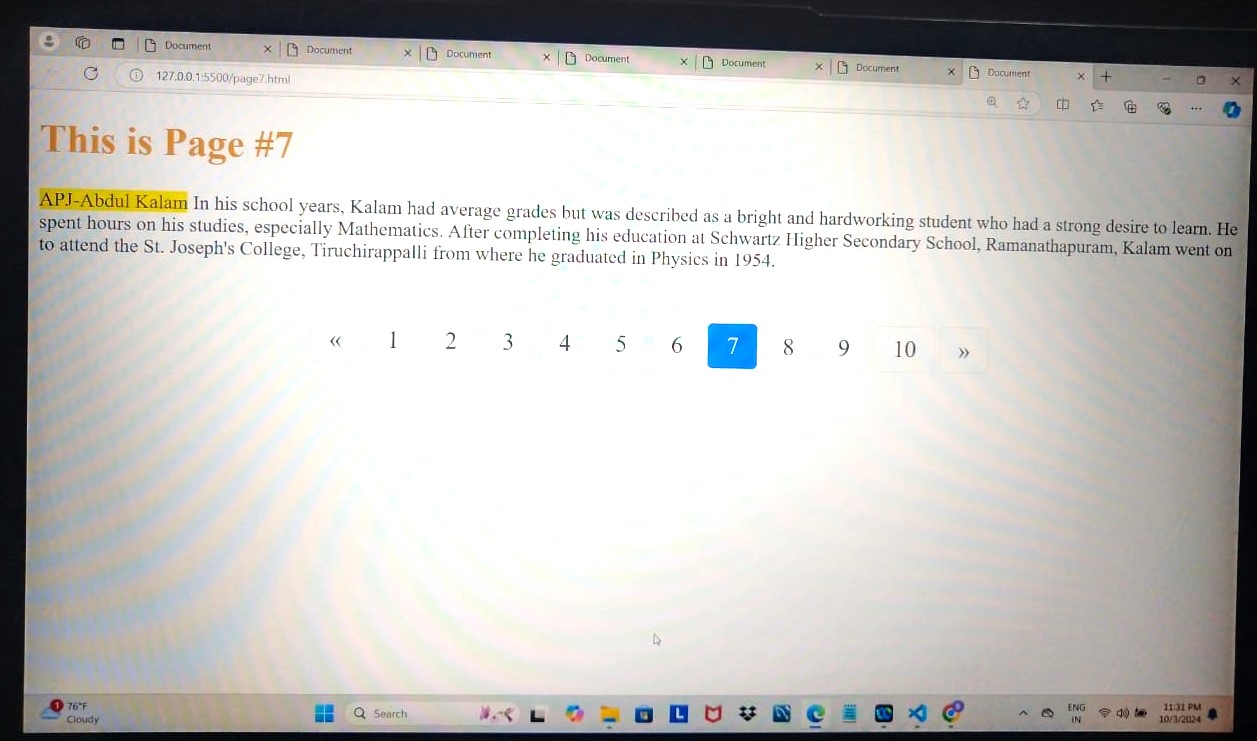 Document Document Document Document Document Document Document
127.0.0.1:5500/page7.html
This is Page #7
APJ-Abdul Kalam In his school years, Kalam had average grades but was described as a bright and hardworking student who had a strong desire to learn. He
spent hours on his studies, especially Mathematics. After completing his education at Schwartz Higher Secondary School, Ramanathapuram, Kalam went on
to attend the St. Joseph's College, Tiruchirappalli from where he graduated in Physics in 1954.
« 1 2 3 4 5 6 7 8 9 10 »
1 76°F
Cloudy
Search
L
ENG
IN
11:31 PM
10/3/2024